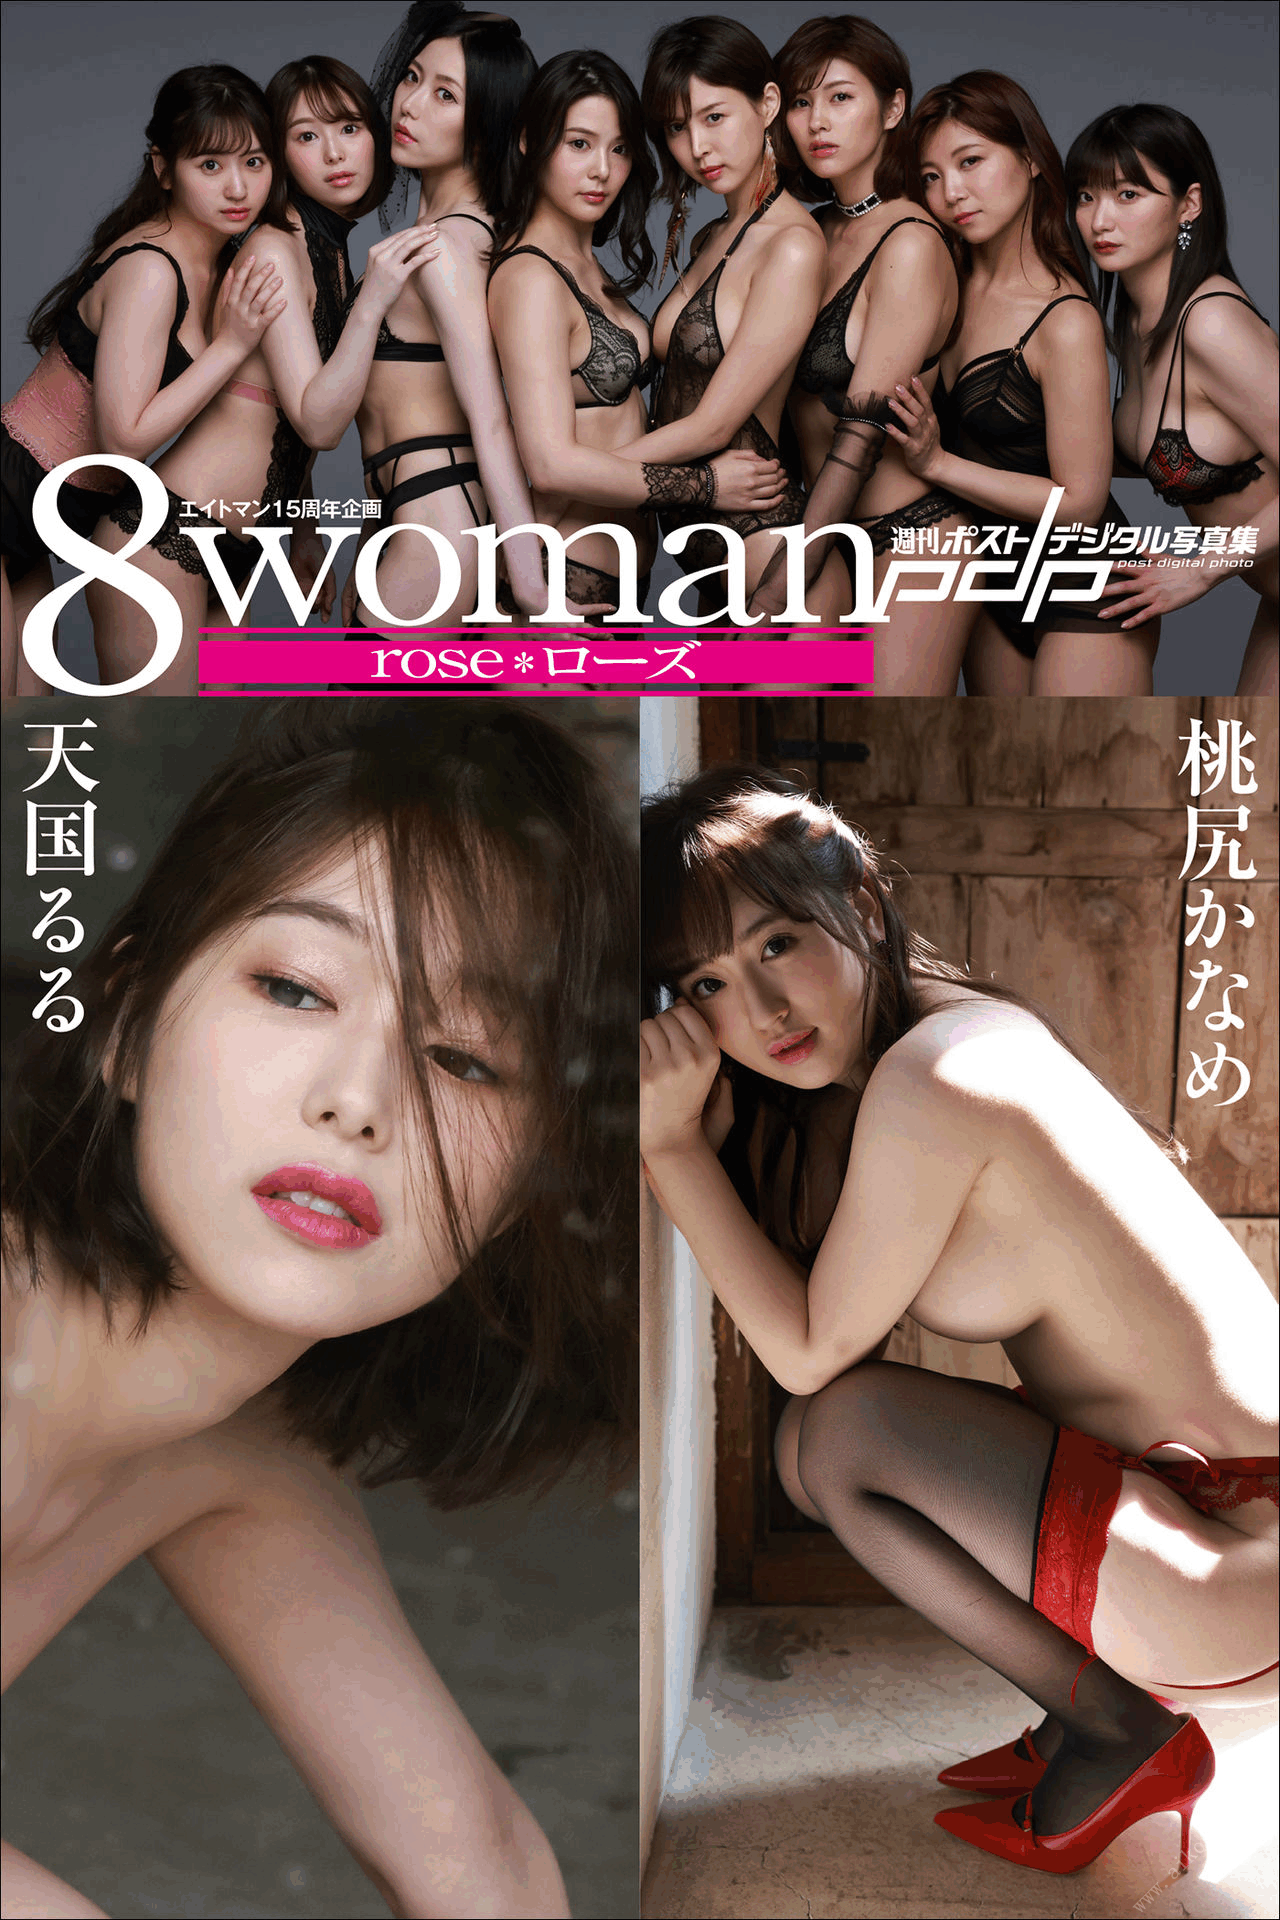 エイトマン15周年企画
8woman
週刊ポストデジタル写真集
pdp
post digital photo
rose＊ローズ
天国るる
桃尻かなめ